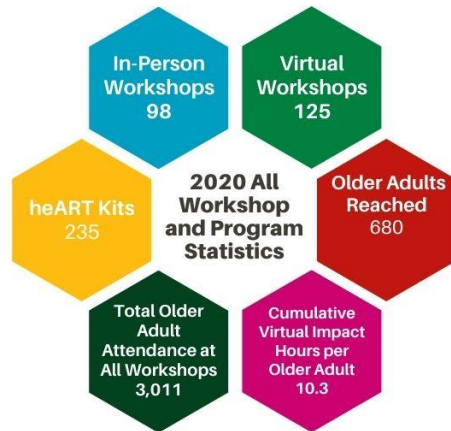 In-Person
Workshops
98
Virtual
Workshops
125
heART Kits
235
2020 All
Workshop
and Program
Statistics
Older Adults
Reached
680
Total Older
Adult
Attendance at
All Workshops
3,011
Cumulative
Virtual Impact
Hours per
Older Adult
10.3